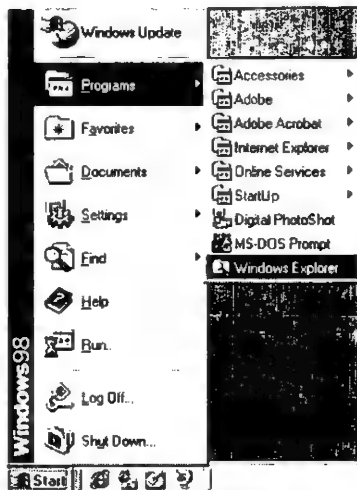 Windows Update
Programs
Favorites
Documents
Settings
Find
Help
Run...
Log Off...
Shut Down...
Windows98
Start
Accessories
Adobe
Adobe Acrobat
Internet Explorer
Online Services
StartUp
Digital PhotoShot
MS-DOS Prompt
Windows Explorer